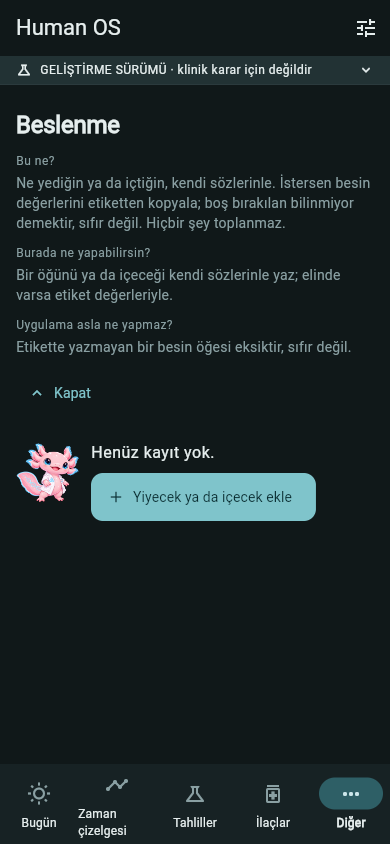 Human OS
GELİŞTİRME SÜRÜMÜ · klinik karar için değildir
Beslenme
Bu ne?
Ne yediğin ya da içtiğin, kendi sözlerinle. İstersen besin
değerlerini etiketten kopyala; boş bırakılan bilinmiyor
demektir, sıfır değil. Hiçbir şey toplanmaz.
Burada ne yapabilirsin?
Bir öğünü ya da içeceği kendi sözlerinle yaz; elinde
varsa etiket değerleriyle.
Uygulama asla ne yapmaz?
Etikette yazmayan bir besin öğesi eksiktir, sıfır değil.
Kapat
Henüz kayıt yok.
Yiyecek ya da içecek ekle
Bugün
Zaman
çizelgesi
Tahliller
İlaçlar
Diğer